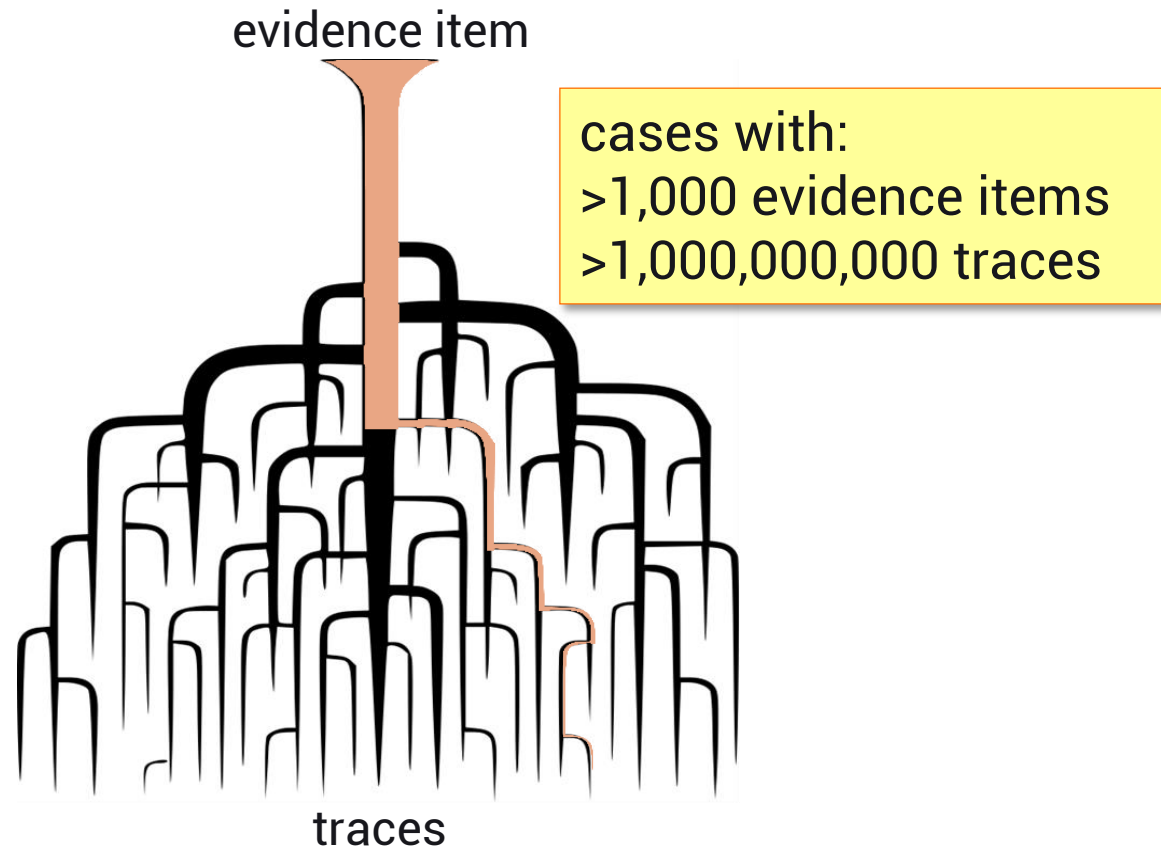 evidence item
cases with:
>1,000 evidence items
>1,000,000,000 traces
traces